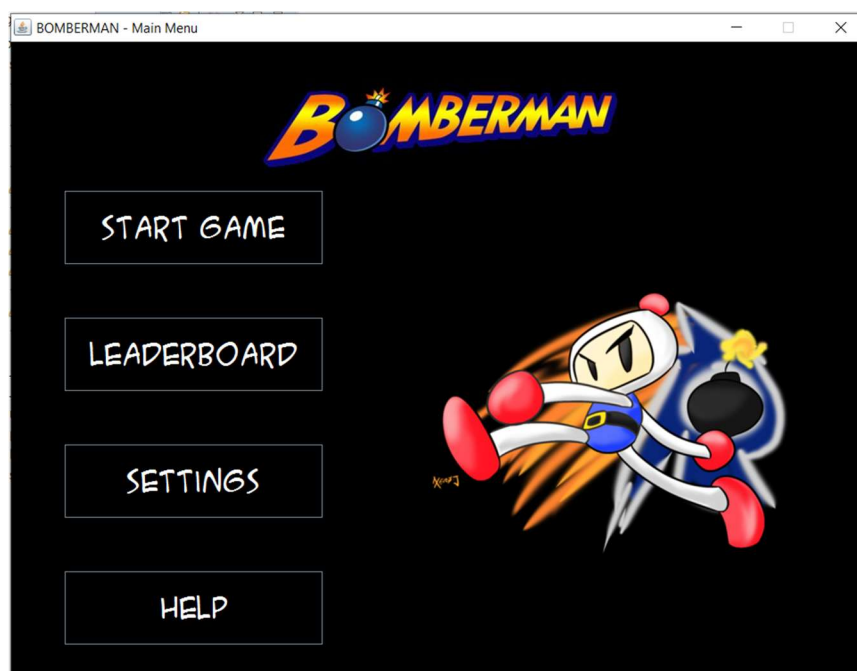 BOMBERMAN - Main Menu
BOMBERMAN
START GAME
LEADERBOARD
SETTINGS
HELP